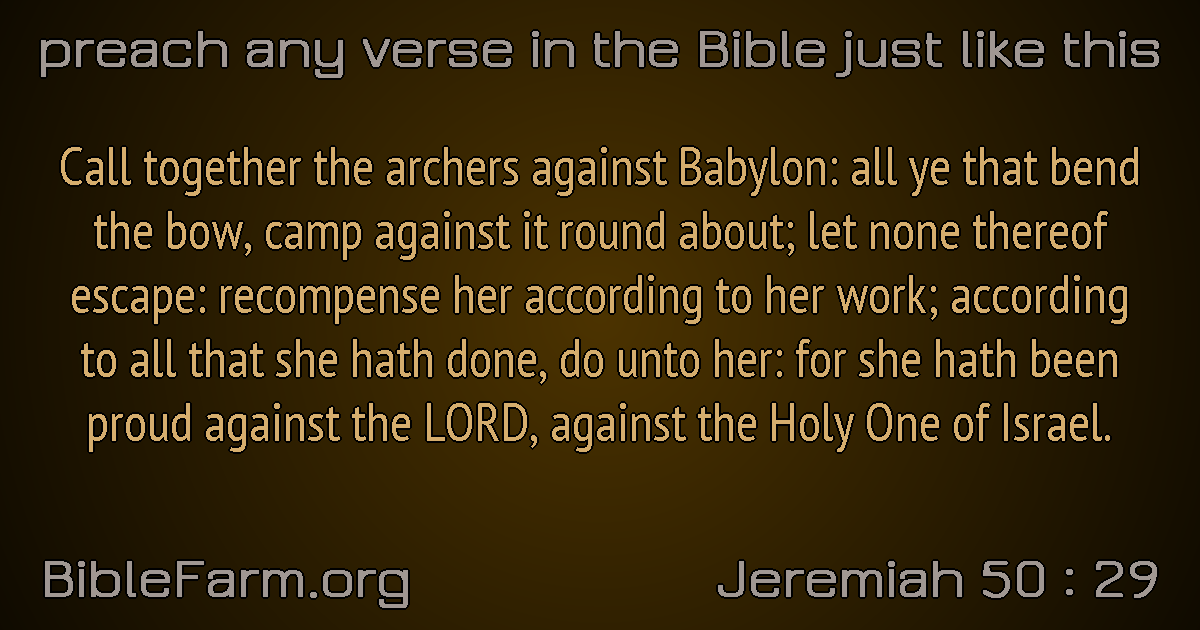 preach any verse in the Bible just like this
Call together the archers against Babylon: all ye that bend
the bow, camp against it round about; let none thereof
escape: recompense her according to her work; according
to all that she hath done, do unto her: for she hath been
proud against the LORD, against the Holy One of Israel.
BibleFarm.org
Jeremiah 50 : 29